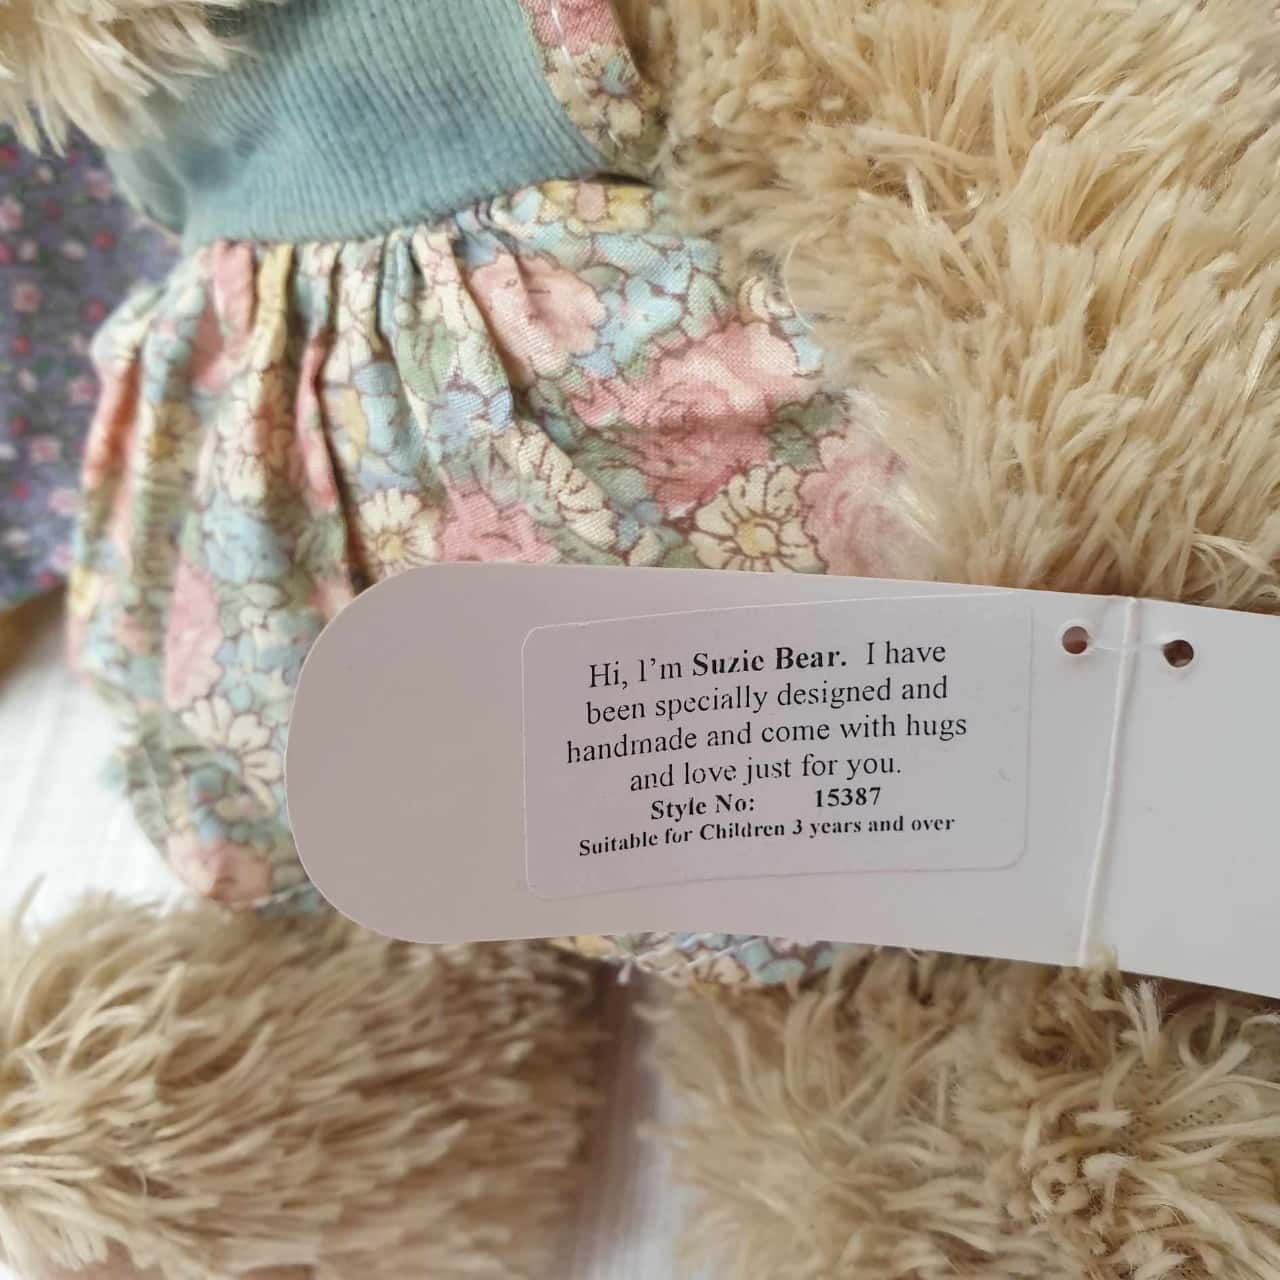 Hi, I'm Suzie Bear. I have
been specially designed and
handmade and come with hugs
and love just for you.
Style No: 15387
Suitable for Children 3 years and over